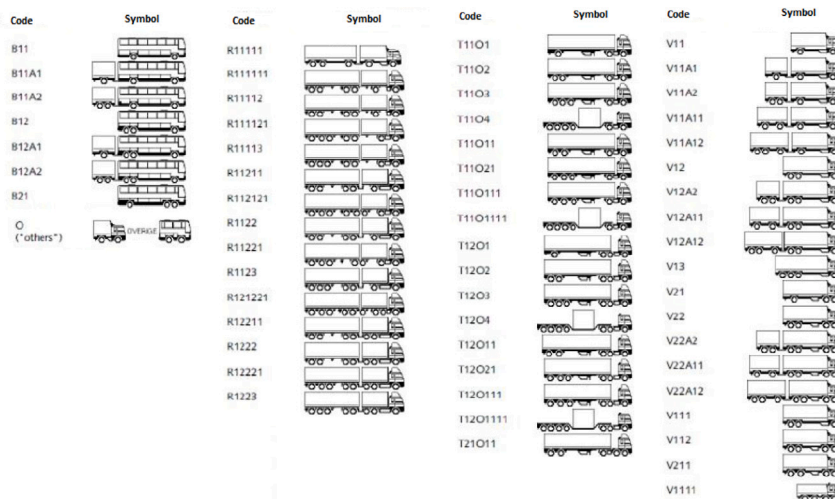 Code Symbol
B11
B11A1
B11A2
B12
B12A1
B12A2
B21
O
("others")
OVERIGE
Code Symbol
R11111
R111111
R11112
R111121
R11113
R11211
R112121
R1122
R11221
R1123
R121221
R12211
R1222
R12221
R1223
Code Symbol
T11O1
T11O2
T11O3
T11O4
T11O11
T11O21
T11O111
T11O1111
T12O1
T12O2
T12O3
T12O4
T12O11
T12O21
T12O111
T12O1111
T21O11
Code Symbol
V11
V11A1
V11A2
V11A11
V11A12
V12
V12A2
V12A11
V12A12
V13
V21
V22
V22A2
V22A11
V22A12
V111
V112
V211
V1111